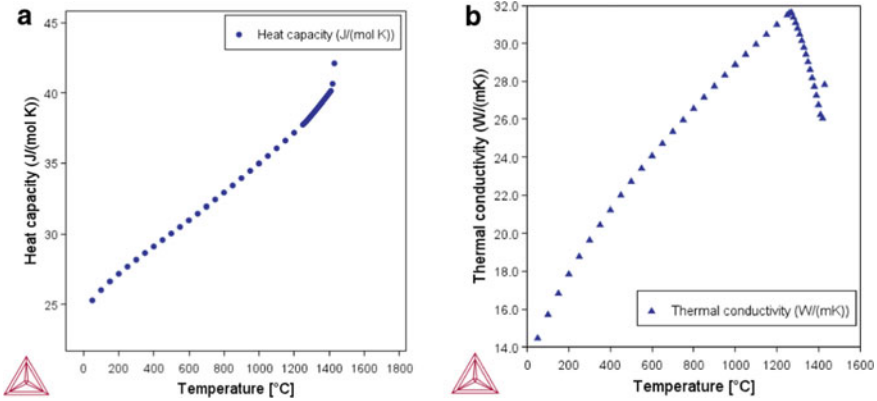 a
45
40
35
30
25
Heat capacity (J/(mol K))
Heat capacity (J/(mol K))
0 200 400 600 800 1000 1200 1400 1600 1800
Temperature [°C]
b
32.0
30.0
28.0
26.0
24.0
22.0
20.0
18.0
16.0
14.0
Thermal conductivity (W/(mK))
Thermal conductivity (W/(mK))
0 200 400 600 800 1000 1200 1400 1600
Temperature [°C]